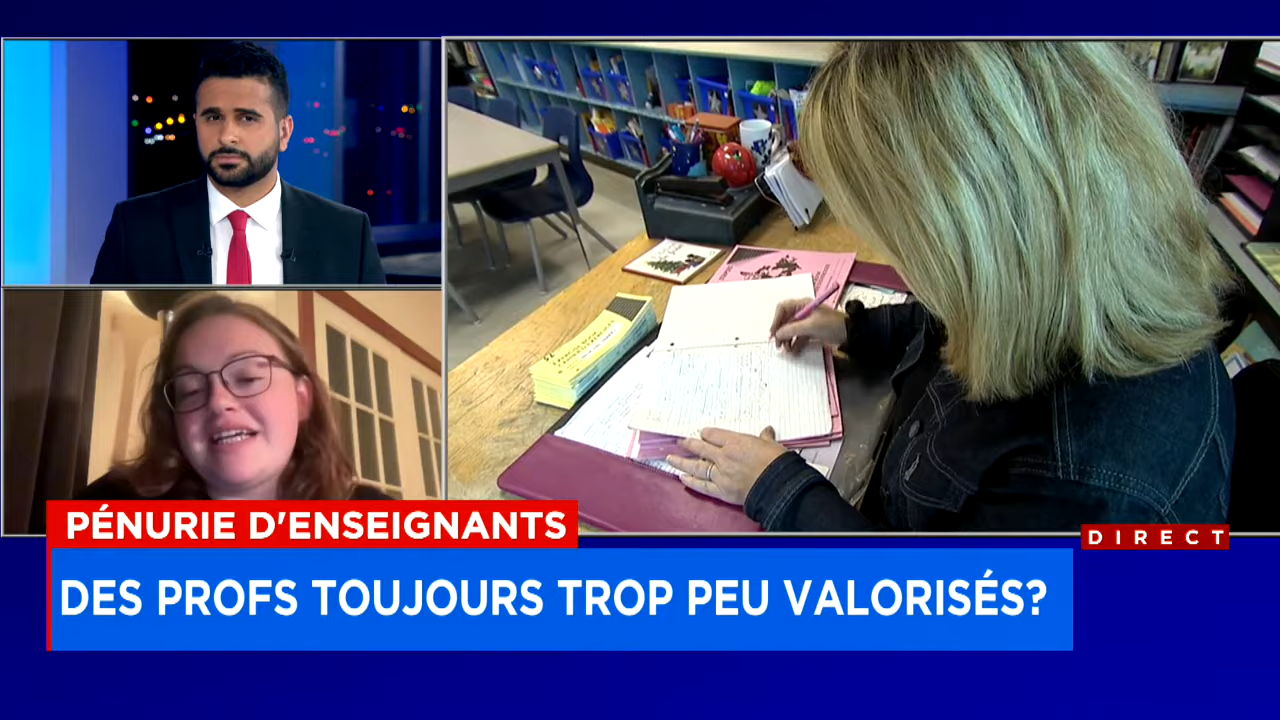 PÉNURIE D'ENSEIGNANTS
DIRECT
DES PROFS TOUJOURS TROP PEU VALORISÉS?